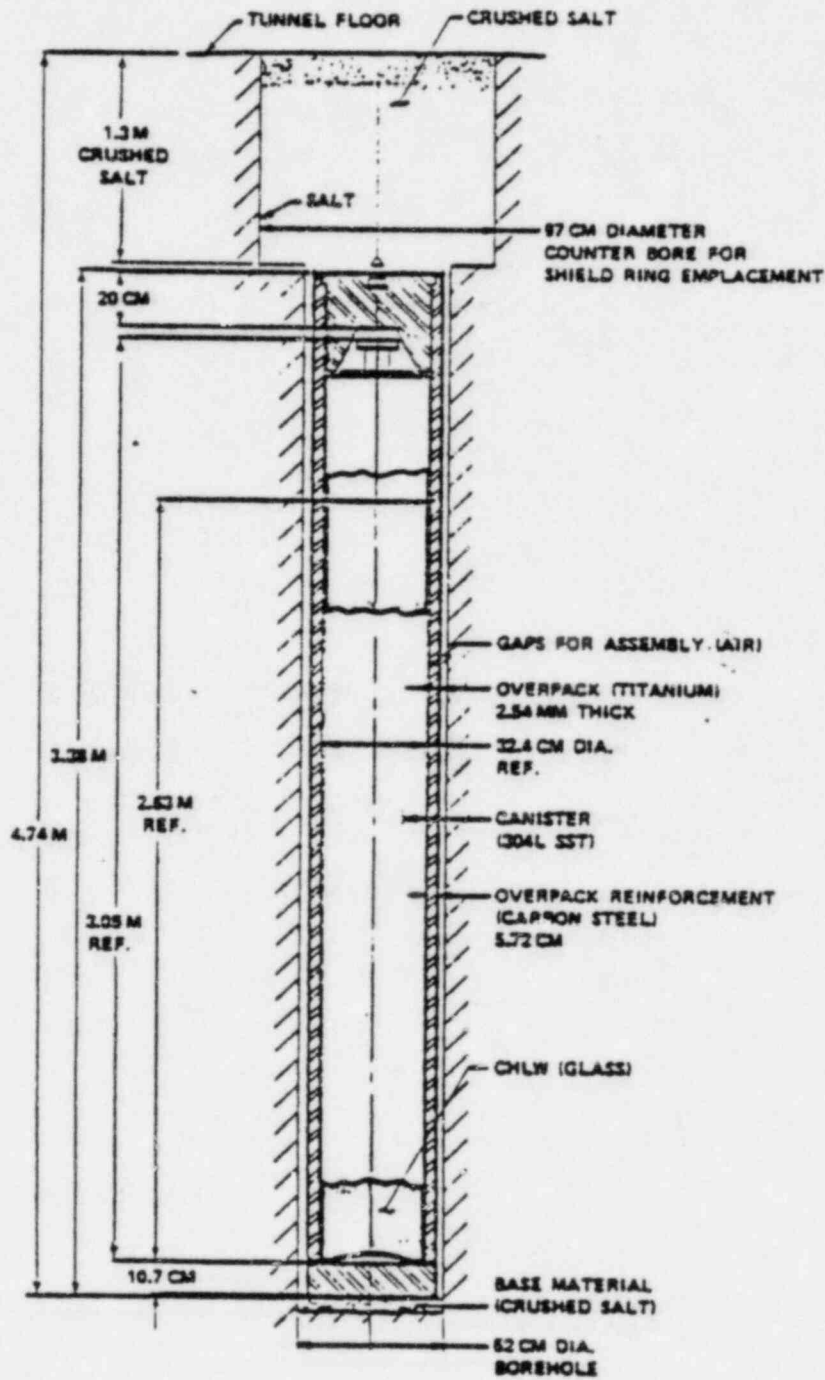 TUNNEL FLOOR
CRUSHED SALT
1.3 M
CRUSHED
SALT
SALT
97 CM DIAMETER
COUNTER BORE FOR
SHIELD RING EMPLACEMENT
20 CM
GAPS FOR ASSEMBLY (AIR)
OVERPACK (TITANIUM)
2.54 MM THICK
32.4 CM DIA.
REF.
3.38 M
2.63 M
REF.
4.74 M
CANISTER
(304L SST)
OVERPACK REINFORCEMENT
(CARBON STEEL)
5.72 CM
3.05 M
REF.
CHLW (GLASS)
10.7 CM
BASE MATERIAL
(CRUSHED SALT)
CM DIA.
BOREHOLE